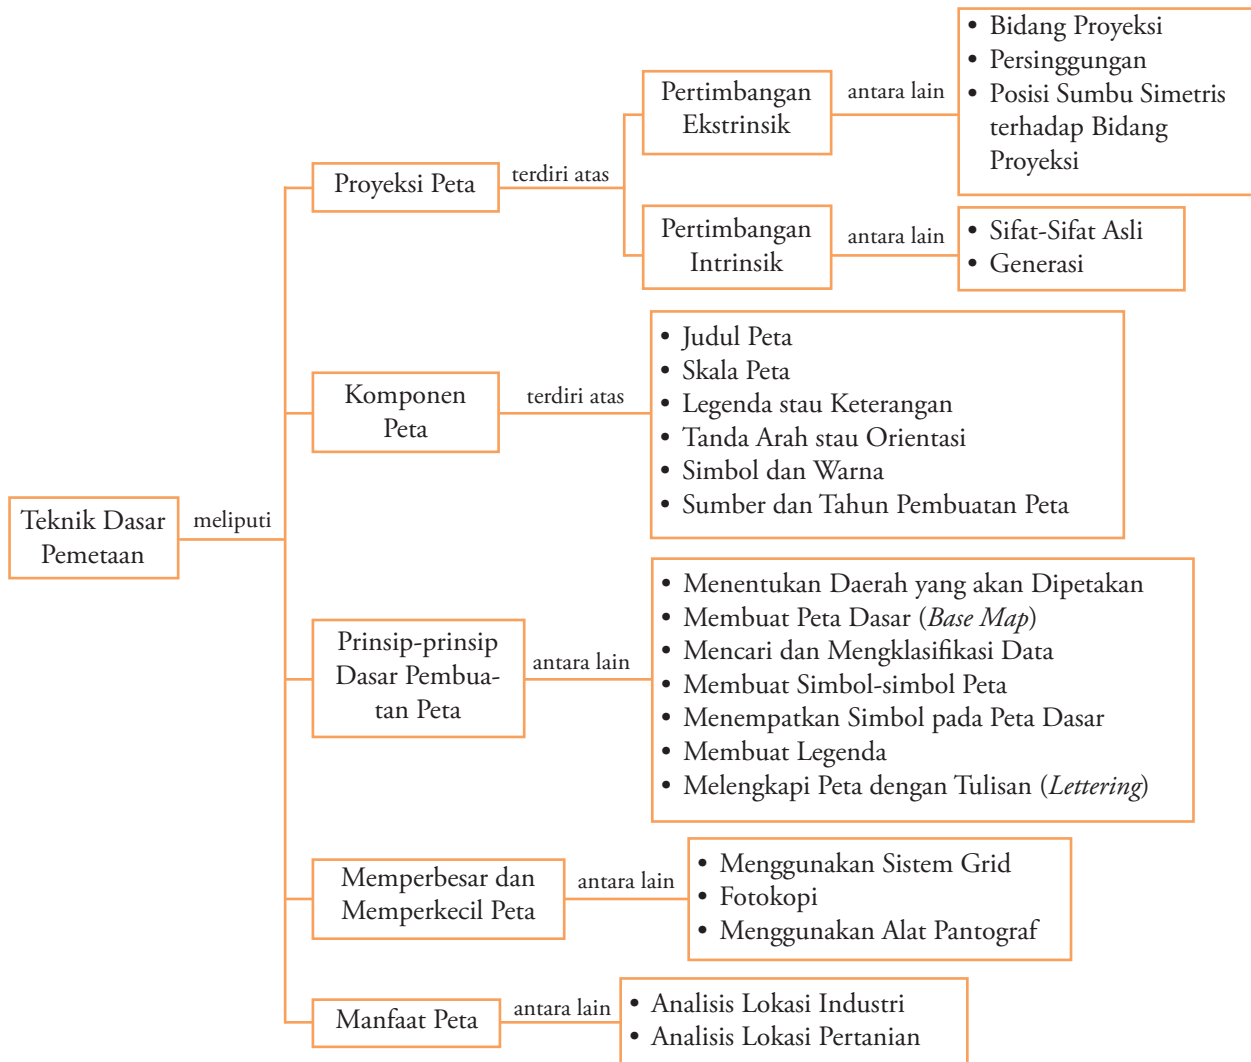 Teknik Dasar
Pemetaan
meliputi
Proyeksi Peta
terdiri atas
Pertimbangan
Ekstrinsik
antara lain
• Bidang Proyeksi
• Persinggungan
• Posisi Sumbu Simetris
terhadap Bidang
Proyeksi
Pertimbangan
Intrinsik
antara lain
• Sifat-Sifat Asli
• Generasi
Komponen
Peta
terdiri atas
• Judul Peta
• Skala Peta
• Legenda stau Keterangan
• Tanda Arah stau Orientasi
• Simbol dan Warna
• Sumber dan Tahun Pembuatan Peta
Prinsip-prinsip
Dasar Pembua-
tan Peta
antara lain
• Menentukan Daerah yang akan Dipetakan
• Membuat Peta Dasar (Base Map)
• Mencari dan Mengklasifikasi Data
• Membuat Simbol-simbol Peta
• Menempatkan Simbol pada Peta Dasar
• Membuat Legenda
• Melengkapi Peta dengan Tulisan (Lettering)
Memperbesar dan
Memperkecil Peta
antara lain
• Menggunakan Sistem Grid
• Fotokopi
• Menggunakan Alat Pantograf
Manfaat Peta
antara lain
• Analisis Lokasi Industri
• Analisis Lokasi Pertanian